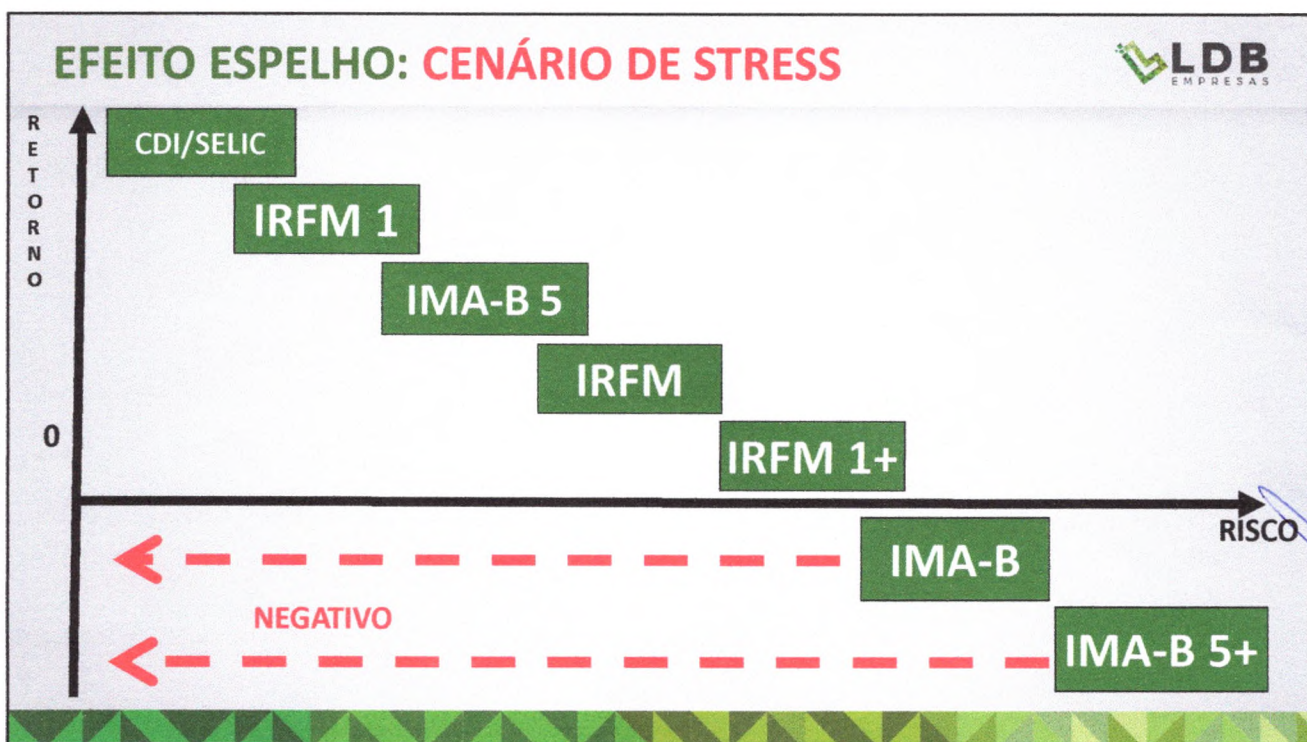 EFEITO ESPELHO: CENÁRIO DE STRESS
LDB
EMPRESAS
RETORNO
CDI/SELIC
IRFM 1
IMA-B 5
IRFM
0
IRFM 1+
RISCO
IMA-B
NEGATIVO
IMA-B 5+